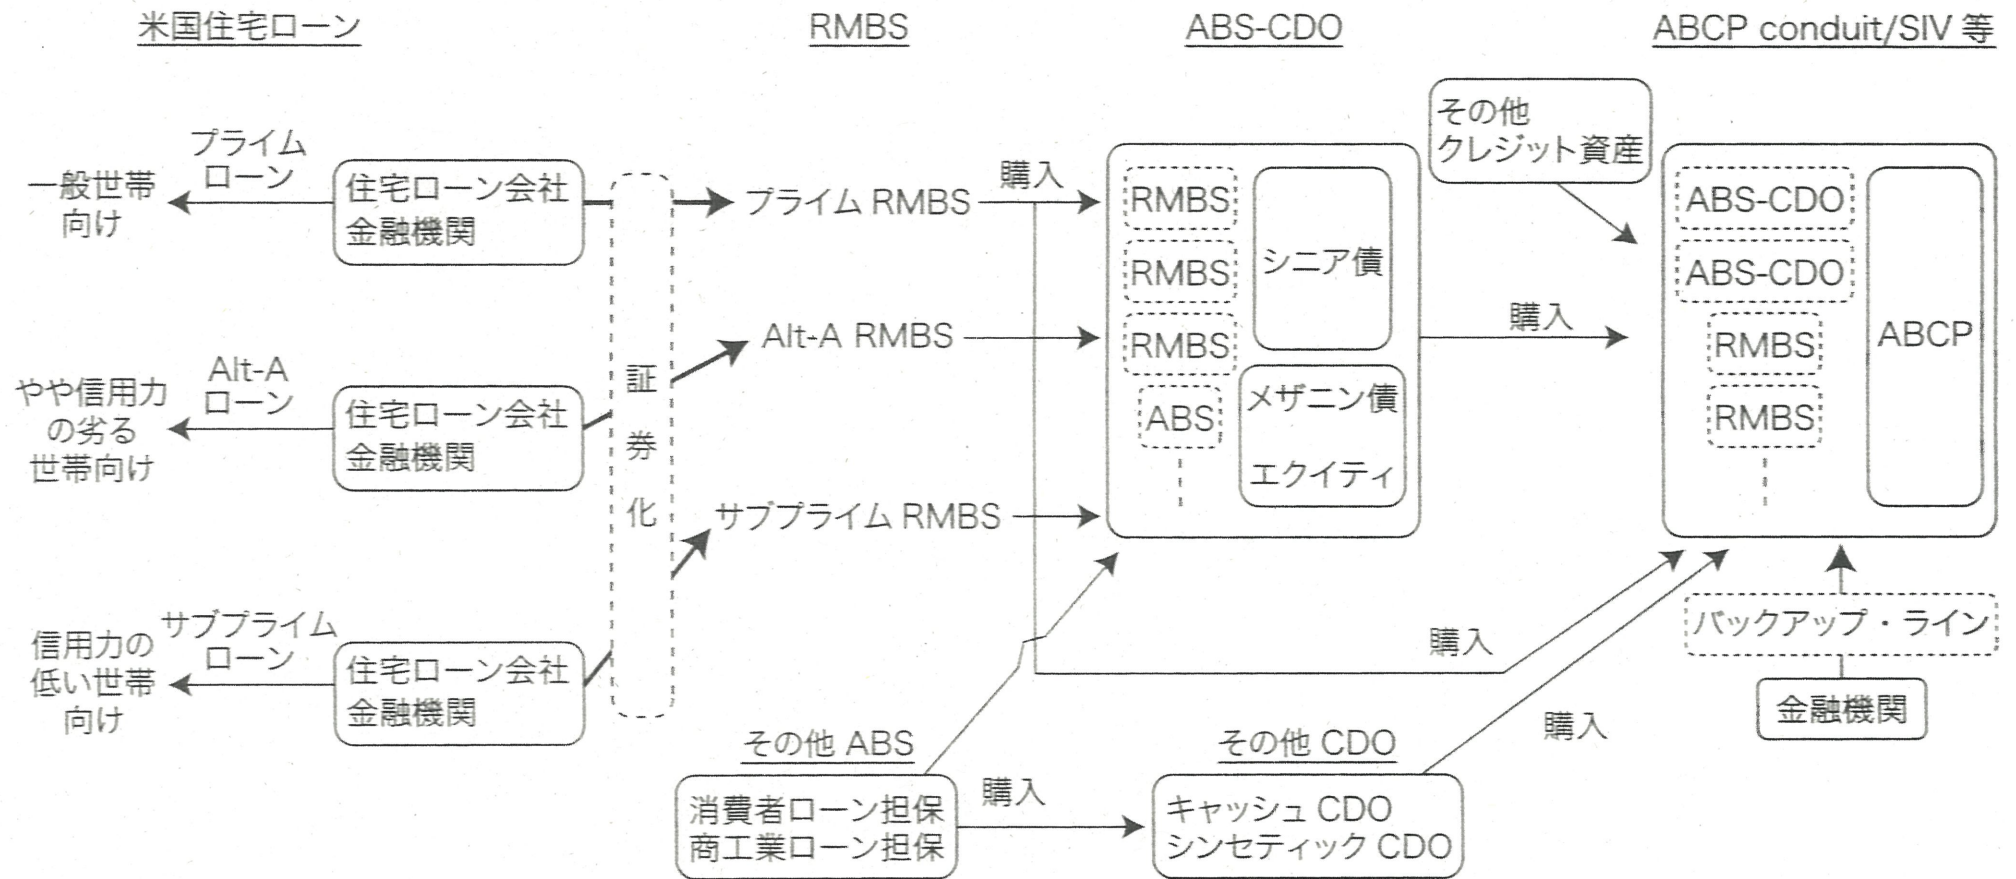 米国住宅ローン
RMBS
ABS-CDO
ABCP conduit/SIV 等
一般世帯
向け
プライム
ローン
住宅ローン会社
金融機関
やや信用力
の劣る
世帯向け
Alt-A
ローン
住宅ローン会社
金融機関
信用力の
低い世帯
向け
サブプライム
ローン
住宅ローン会社
金融機関
証
券
化
プライム RMBS
Alt-A RMBS
サブプライム RMBS
購入
RMBS
RMBS
RMBS
ABS
シニア債
メザニン債
エクイティ
その他
クレジット資産
購入
ABS-CDO
ABS-CDO
RMBS
RMBS
ABCP
購入
購入
バックアップ・ライン
金融機関
その他 ABS
消費者ローン担保
商工業ローン担保
購入
その他 CDO
キャッシュ CDO
シンセティック CDO